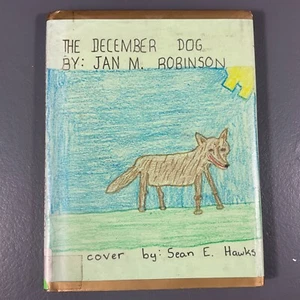 THE DECEMBER DOG
BY: JAN M. ROBINSON
cover by: Sean E. Hawks